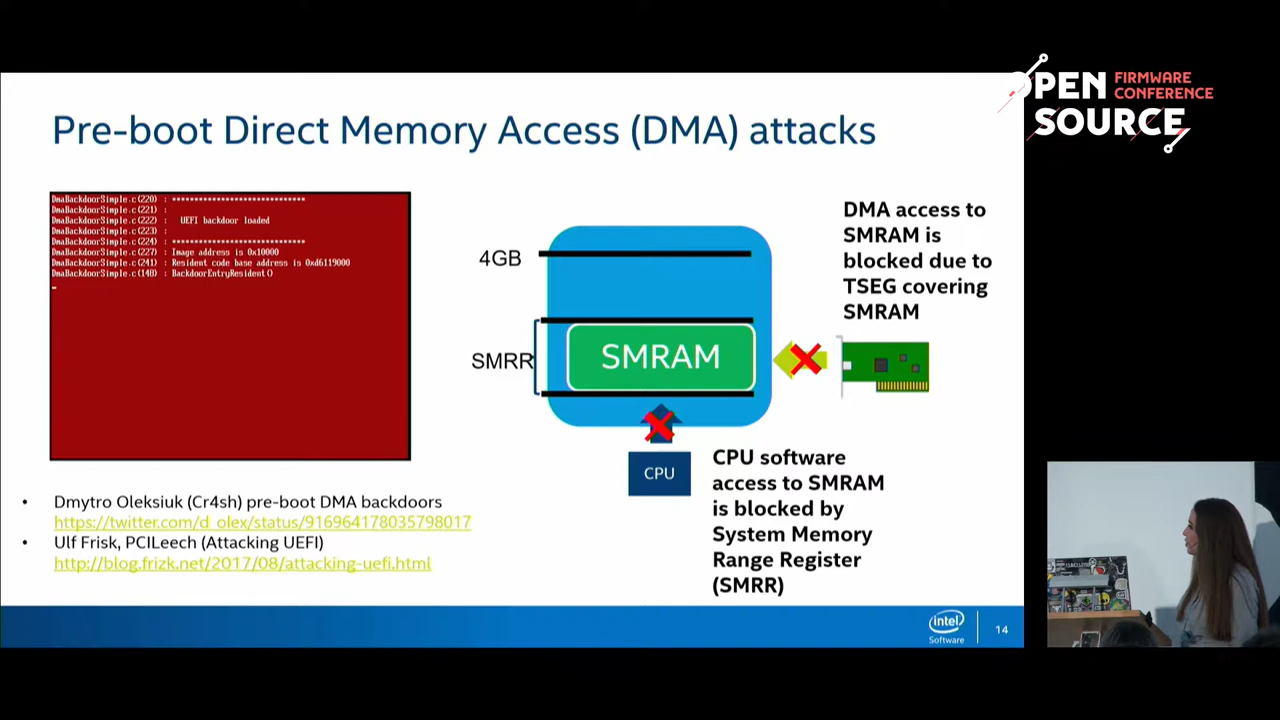 OPEN
SOURCE
FIRMWARE
CONFERENCE
Pre-boot Direct Memory Access (DMA) attacks
DmaBackdoorSimple.c(220) : ******************************
DmaBackdoorSimple.c(221) :
DmaBackdoorSimple.c(222) : UEFI backdoor loaded
DmaBackdoorSimple.c(223) :
DmaBackdoorSimple.c(224) : ******************************
DmaBackdoorSimple.c(227) : Image address is 0x10000
DmaBackdoorSimple.c(241) : Resident code base address is 0xd6119000
DmaBackdoorSimple.c(148) : BackdoorEntryResident()
4GB
SMRR
SMRAM
CPU
DMA access to
SMRAM is
blocked due to
TSEG covering
SMRAM
CPU software
access to SMRAM
is blocked by
System Memory
Range Register
(SMRR)
• Dmytro Oleksiuk (Cr4sh) pre-boot DMA backdoors
https://twitter.com/d_olex/status/916964178035798017
• Ulf Frisk, PCILeech (Attacking UEFI)
http://blog.frizk.net/2017/08/attacking-uefi.html
intel
Software
14